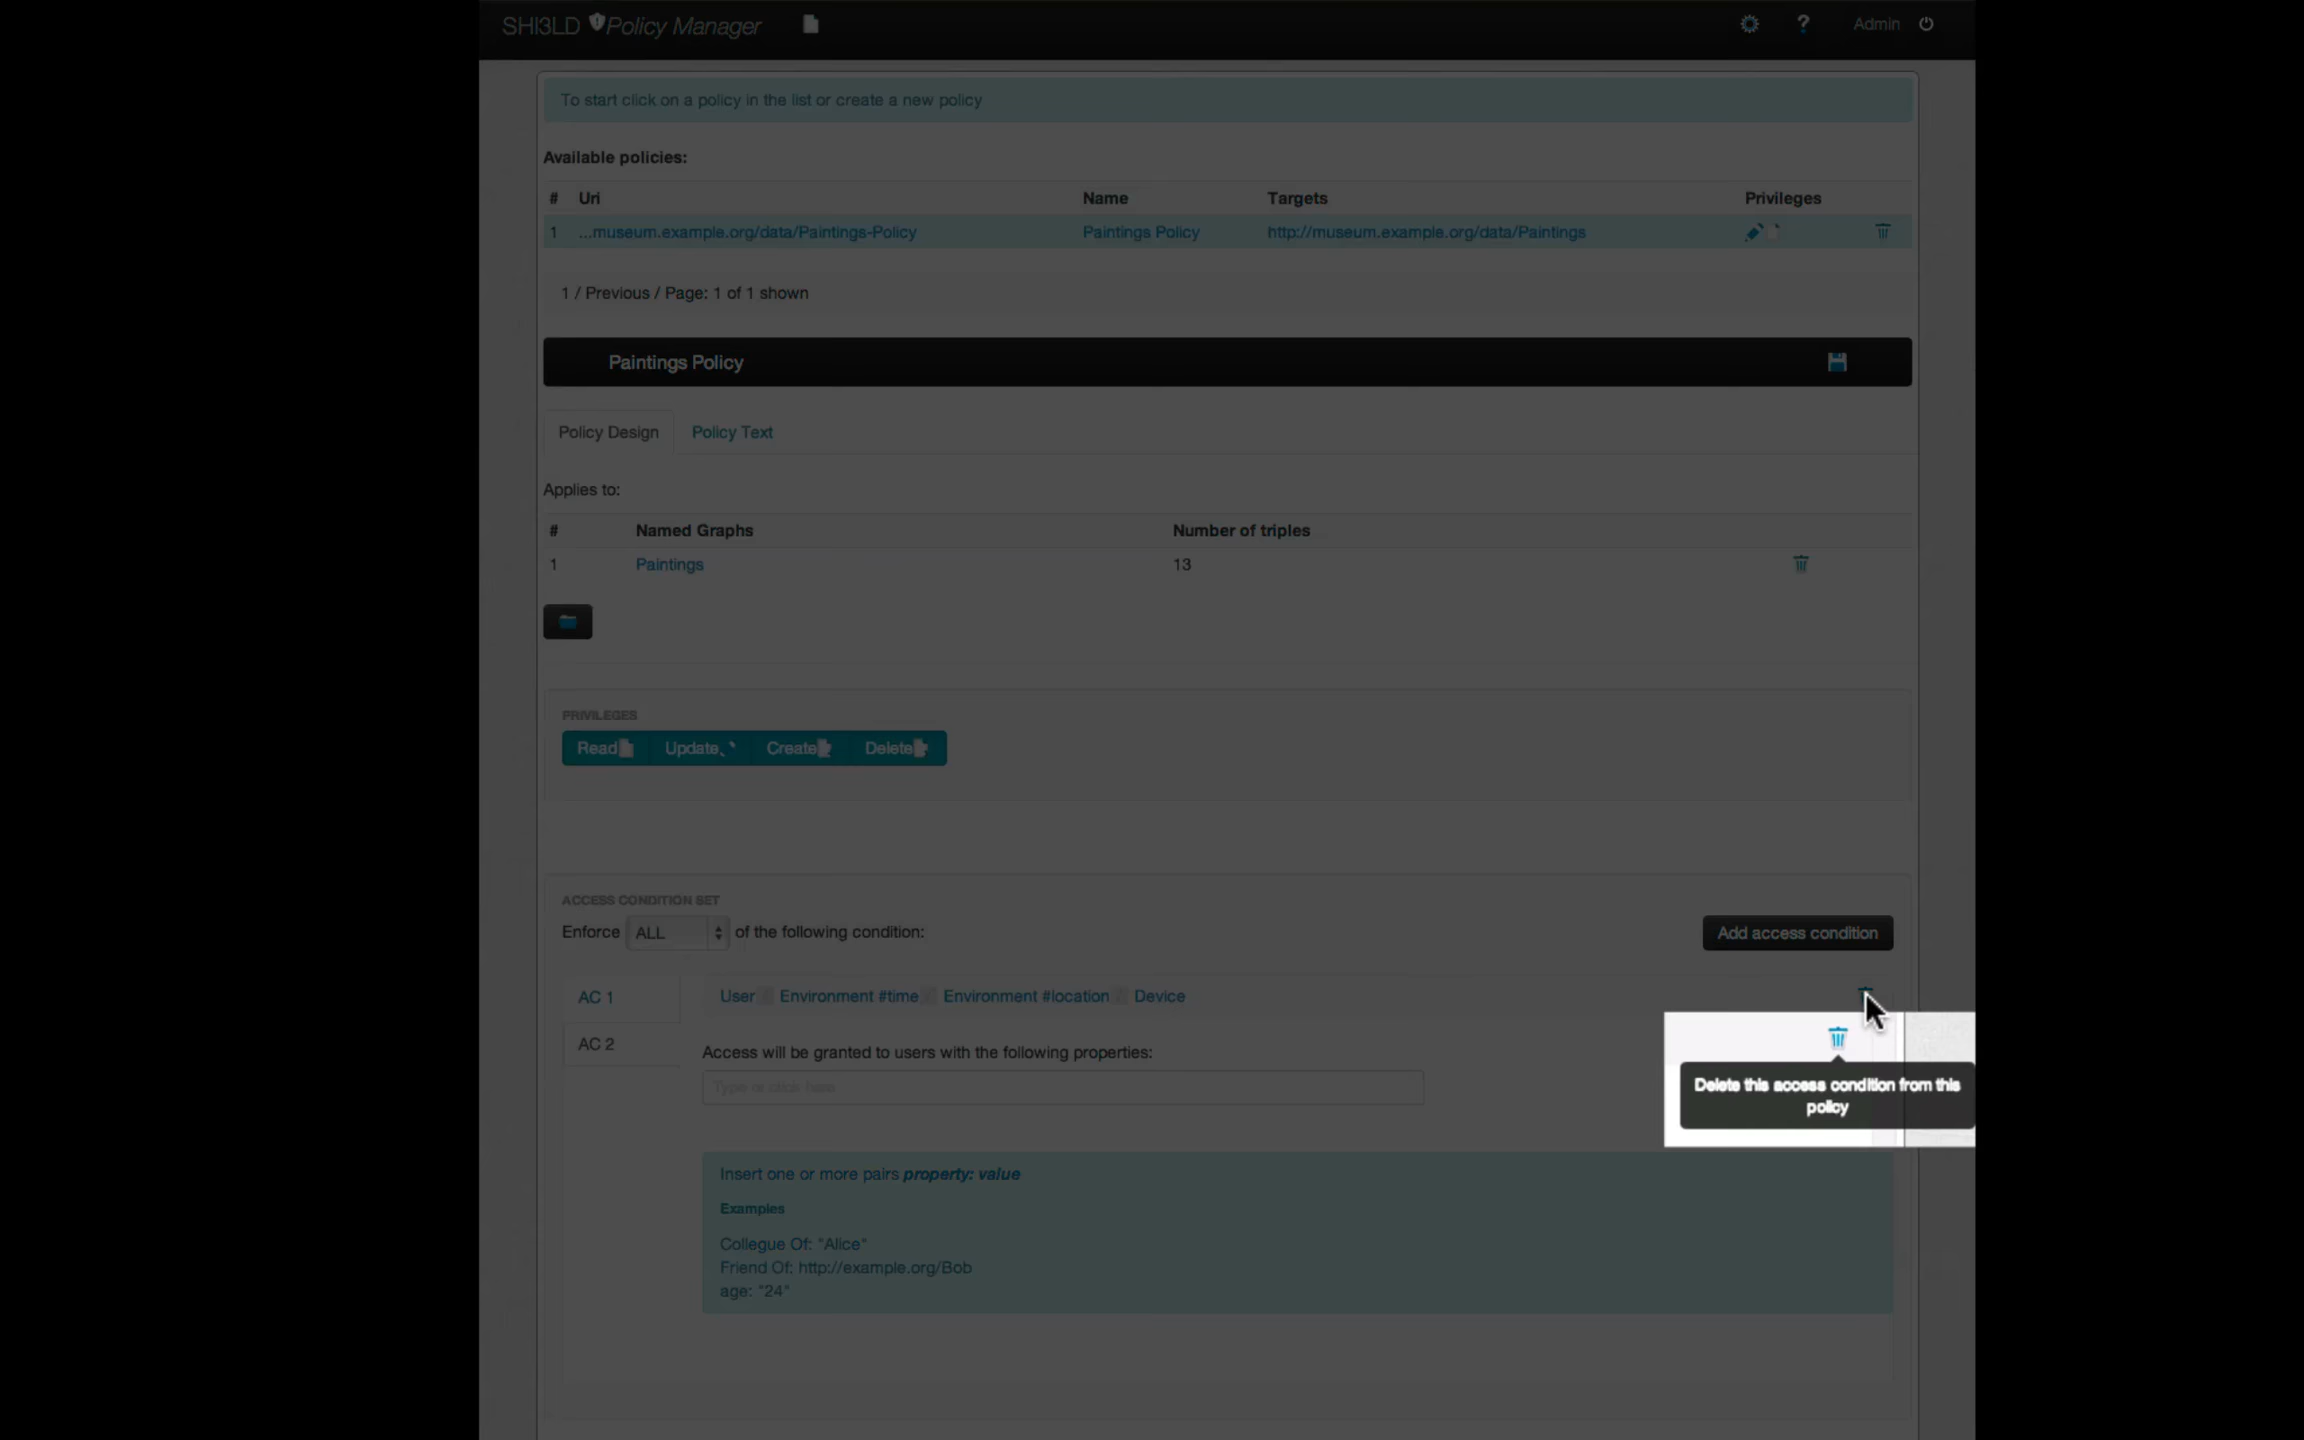 SHI3LD Policy Manager
? Admin
To start click on a policy in the list or create a new policy
Available policies:
# Uri Name Targets Privileges
1 ...museum.example.org/data/Paintings-Policy Paintings Policy http://museum.example.org/data/Paintings
1 / Previous / Page: 1 of 1 shown
Paintings Policy
Policy Design Policy Text
Applies to:
# Named Graphs Number of triples
1 Paintings 13
PRIVILEGES
Read Update Create Delete
ACCESS CONDITION SET
Enforce ALL of the following condition:
Add access condition
AC 1
User Environment #time Environment #location Device
AC 2
Access will be granted to users with the following properties:
Type or click here
Delete this access condition from this
policy
Insert one or more pairs property: value
Examples
Collegue Of: "Alice"
Friend Of: http://example.org/Bob
age: "24"